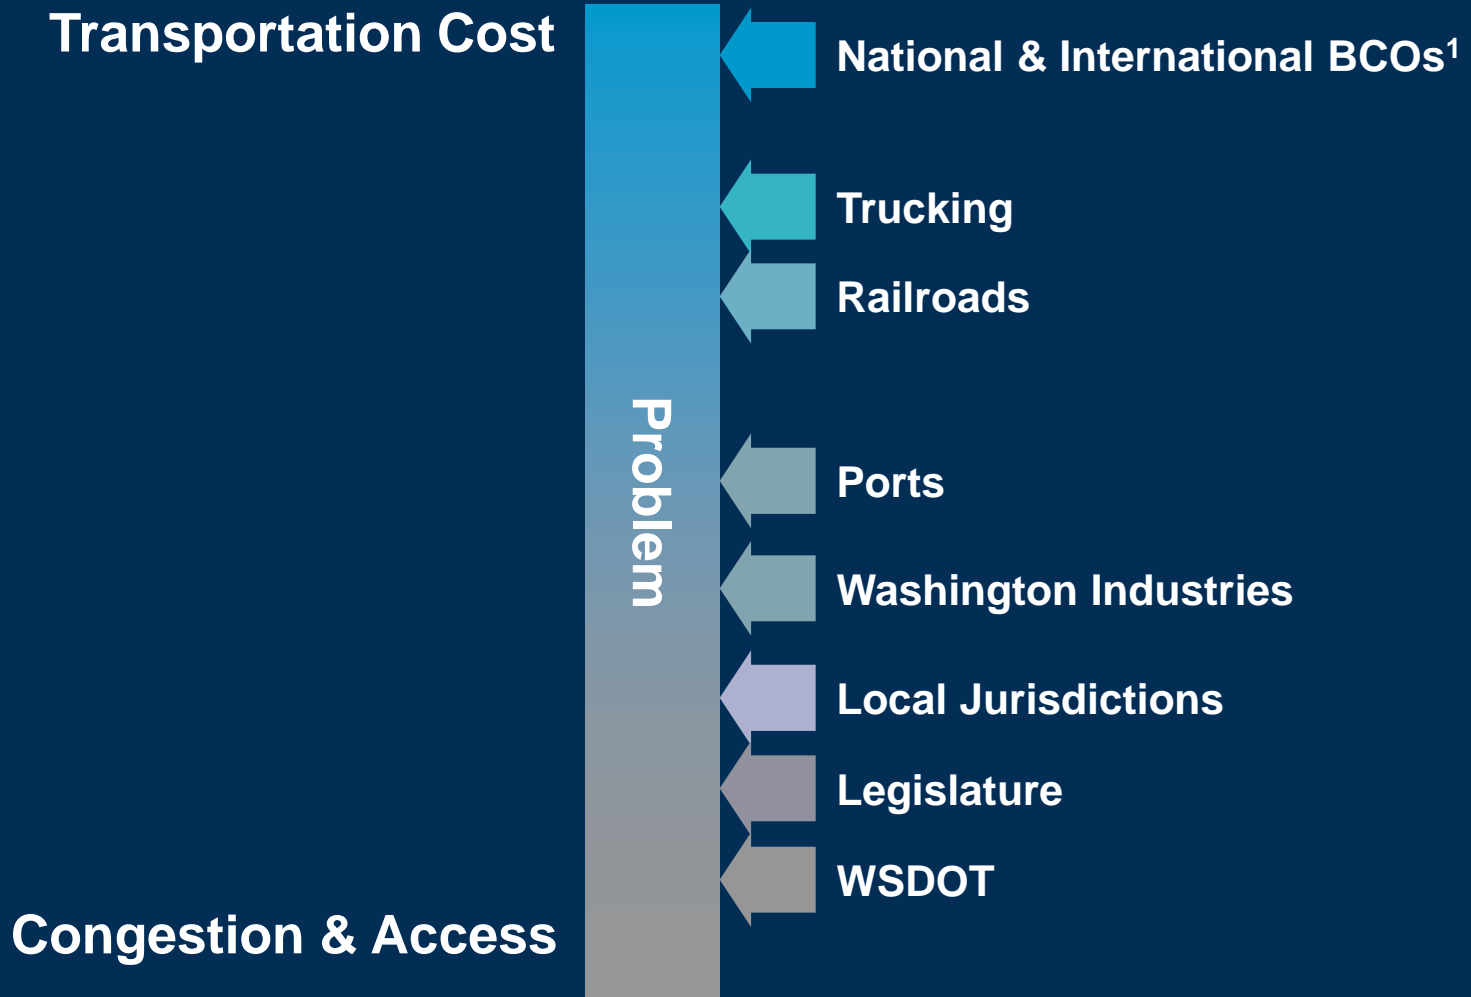 Transportation Cost
National & International BCOs¹
Trucking
Railroads
Problem
Ports
Washington Industries
Local Jurisdictions
Legislature
WSDOT
Congestion & Access